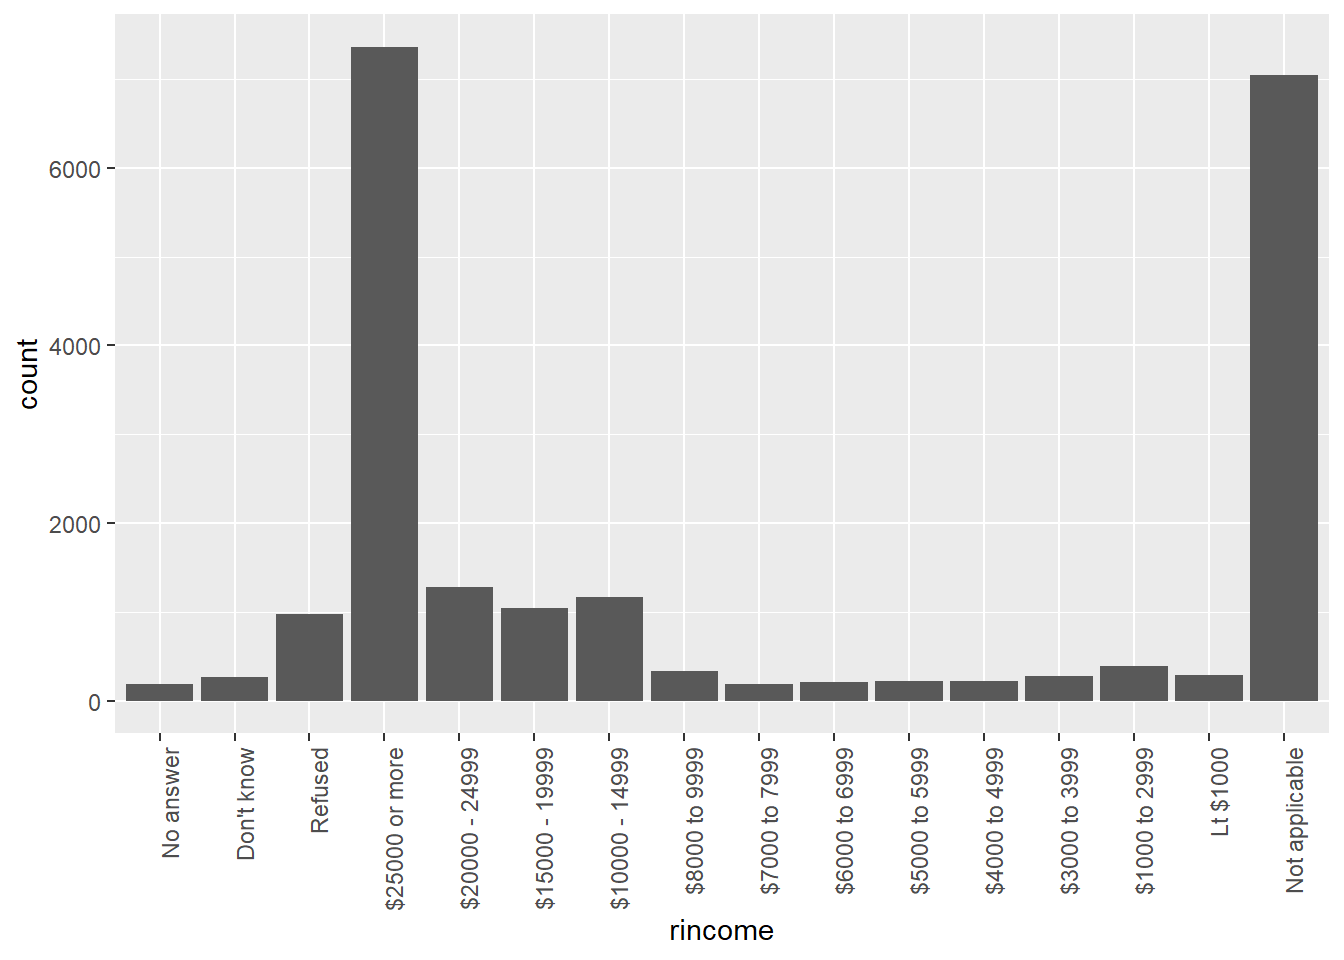 count
6000
4000
2000
0
No answer
Don't know
Refused
$25000 or more
$20000 - 24999
$15000 - 19999
$10000 - 14999
$8000 to 9999
$7000 to 7999
$6000 to 6999
$5000 to 5999
$4000 to 4999
$3000 to 3999
$1000 to 2999
Lt $1000
Not applicable
rincome